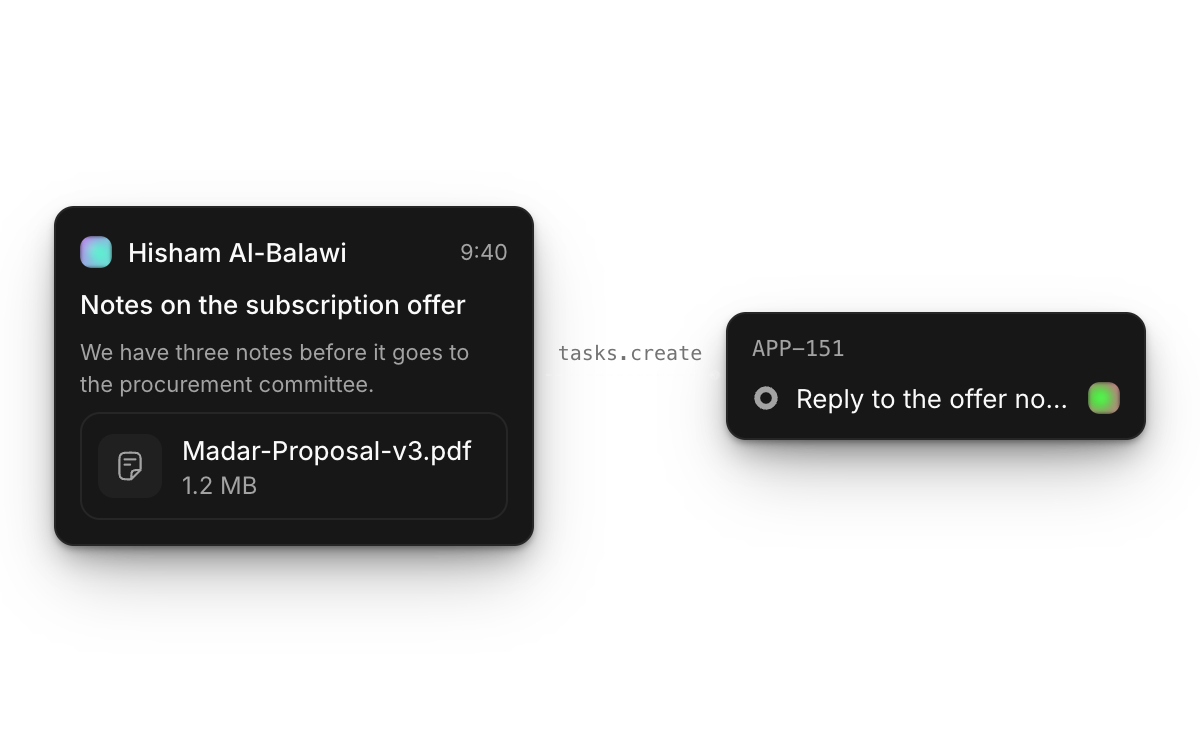 Hisham Al-Balawi
9:40
Notes on the subscription offer
We have three notes before it goes to
the procurement committee.
Madar-Proposal-v3.pdf
1.2 MB
tasks.create
APP-151
Reply to the offer no...